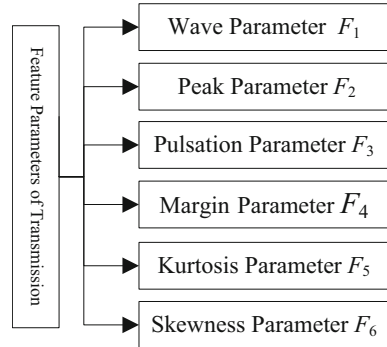 Feature Parameters of Transmission
Wave Parameter F₁
Peak Parameter F₂
Pulsation Parameter F₃
Margin Parameter F₄
Kurtosis Parameter F₅
Skewness Parameter F₆